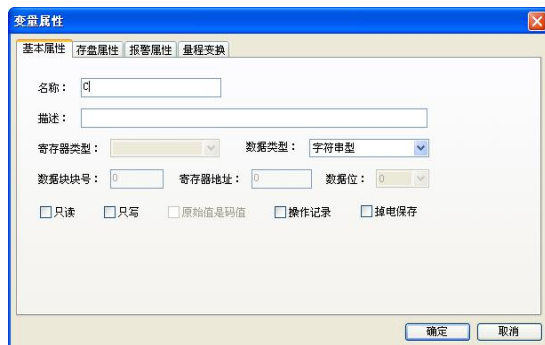 变量属性
基本属性 存盘属性 报警属性 量程变换
名称： C
描述：
寄存器类型： 数据类型： 字符串型
数据块块号： 0 寄存器地址： 0 数据位： 0
只读 只写 原始值是码值 操作记录 掉电保存
确定 取消